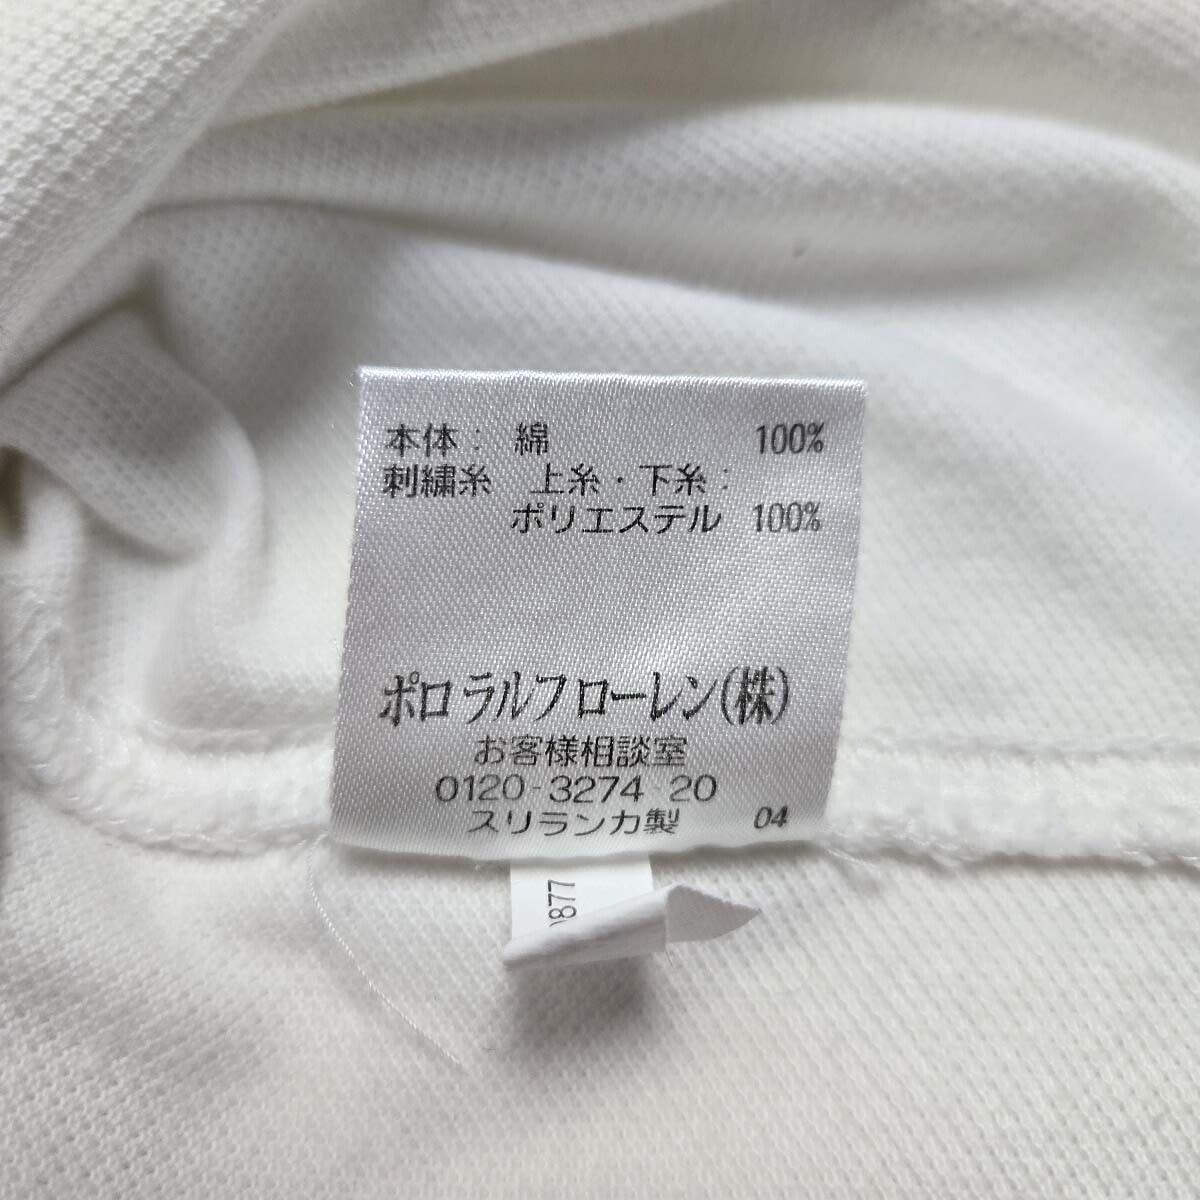 本体： 綿 100%
刺繍糸 上糸・下糸：
ポリエステル 100%
ポロ ラルフ ローレン(株)
お客様相談室
0120-3274-20
スリランカ製 04
877